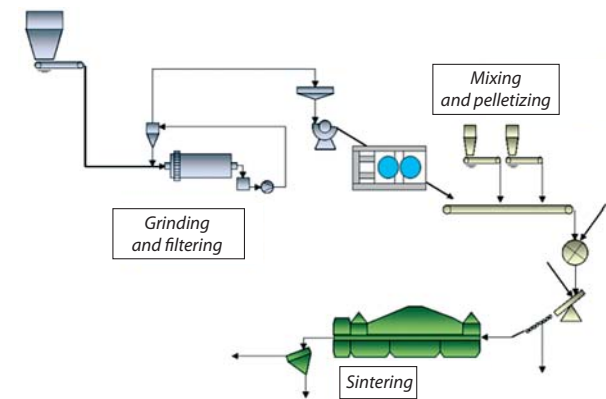 Mixing
and pelletizing
Grinding
and filtering
Sintering